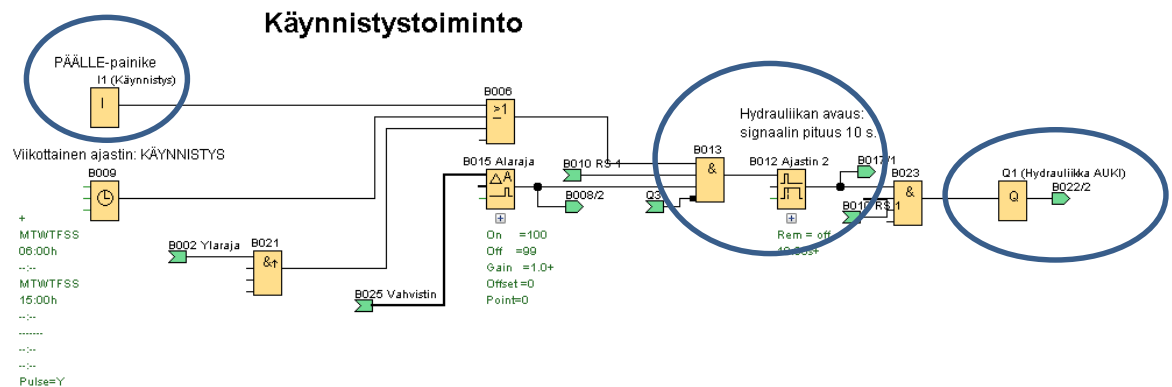 Käynnistystoiminto
PÄÄLLE-painike
I1 (Käynnistys)
I
Viikottainen ajastin: KÄYNNISTYS
B009
+
MTWTFSS
06:00h
--:--
MTWTFSS
15:00h
--:--
-------
--:--
--:--
Pulse=Y
B002 Ylaraja
B021
&↑
B006
≥1
B015 Alaraja
ΔA
On =100
Off =99
Gain =1.0+
Offset=0
Point=0
B025 Vahvistin
B008/2
Hydrauliikan avaus:
signaalin pituus 10 s.
B010 RS 1
Q3
B013
&
B012 Ajastin 2
Rem = off
B017/1
B023
&
B010 RS 1
Q1 (Hydrauliikka AUKI)
Q
B022/2